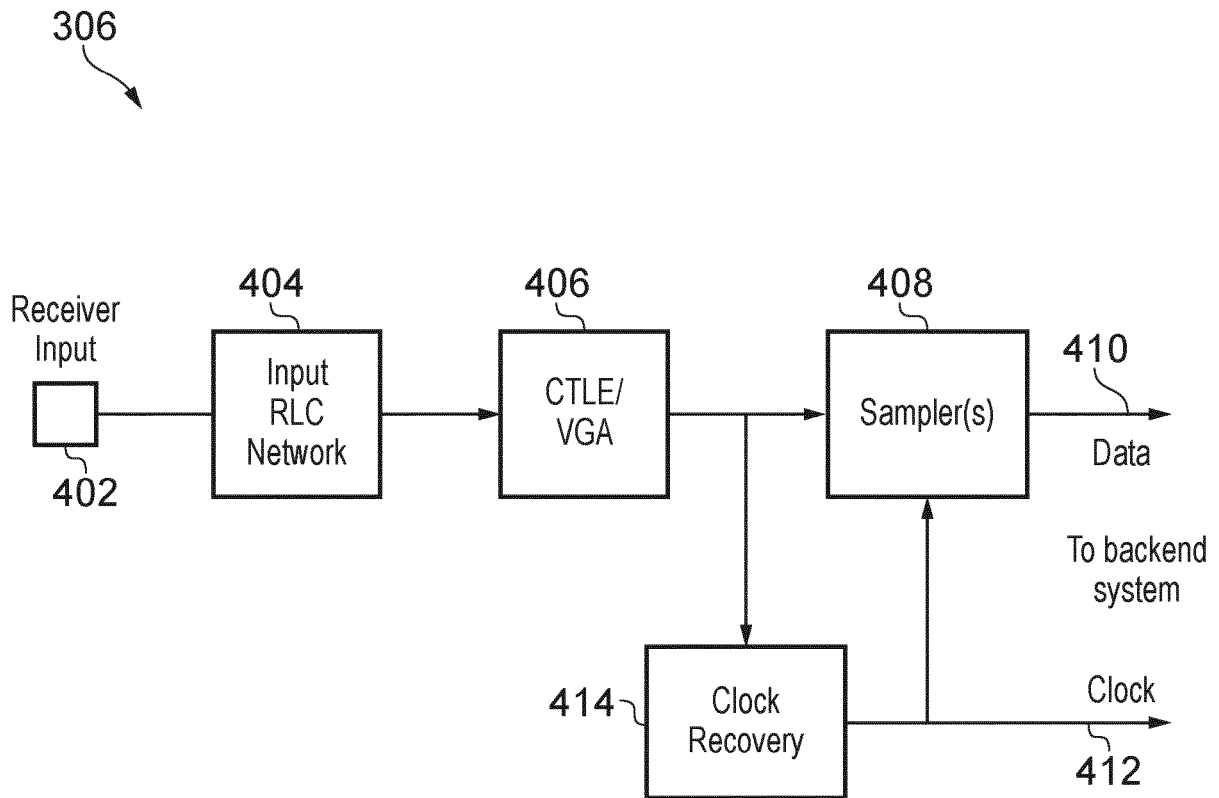 306
404
406
408
Receiver
Input
410
Input
RLC
Network
CTLE/
VGA
Sampler(s)
Data
402
To backend
system
414
Clock
Recovery
Clock
412